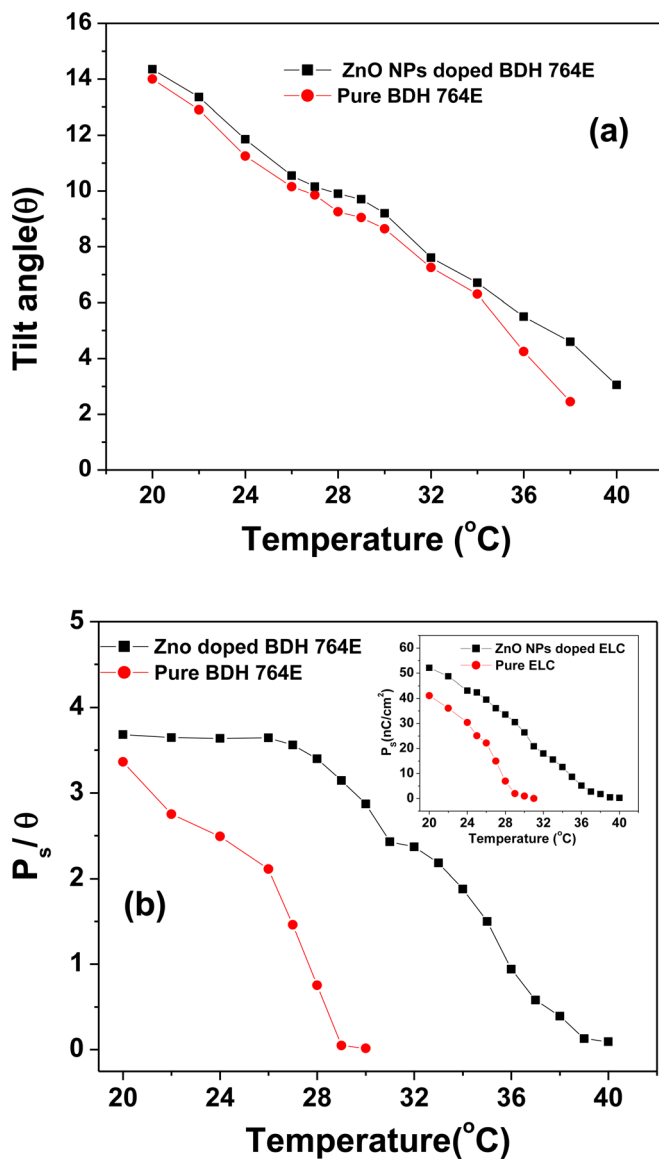 16
14
12
10
8
6
4
2
0
Tilt angle(θ)
ZnO NPs doped BDH 764E
Pure BDH 764E
(a)
20 24 28 32 36 40
Temperature (°C)
5
4
3
2
1
0
Ps/ θ
Zno doped BDH 764E
Pure BDH 764E
(b)
60
50
40
30
20
10
0
Ps(nC/cm²)
ZnO NPs doped ELC
Pure ELC
20 24 28 32 36 40
Temperature (°C)
20 24 28 32 36 40
Temperature(°C)